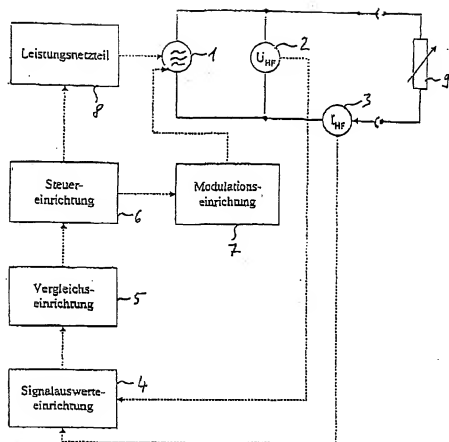 Leistungsnetzteil
8
1
U HF
2
I HF
3
9
Steuer-
einrichtung
6
Modulations-
einrichtung
7
Vergleichs-
einrichtung
5
Signalauswerte-
einrichtung
4